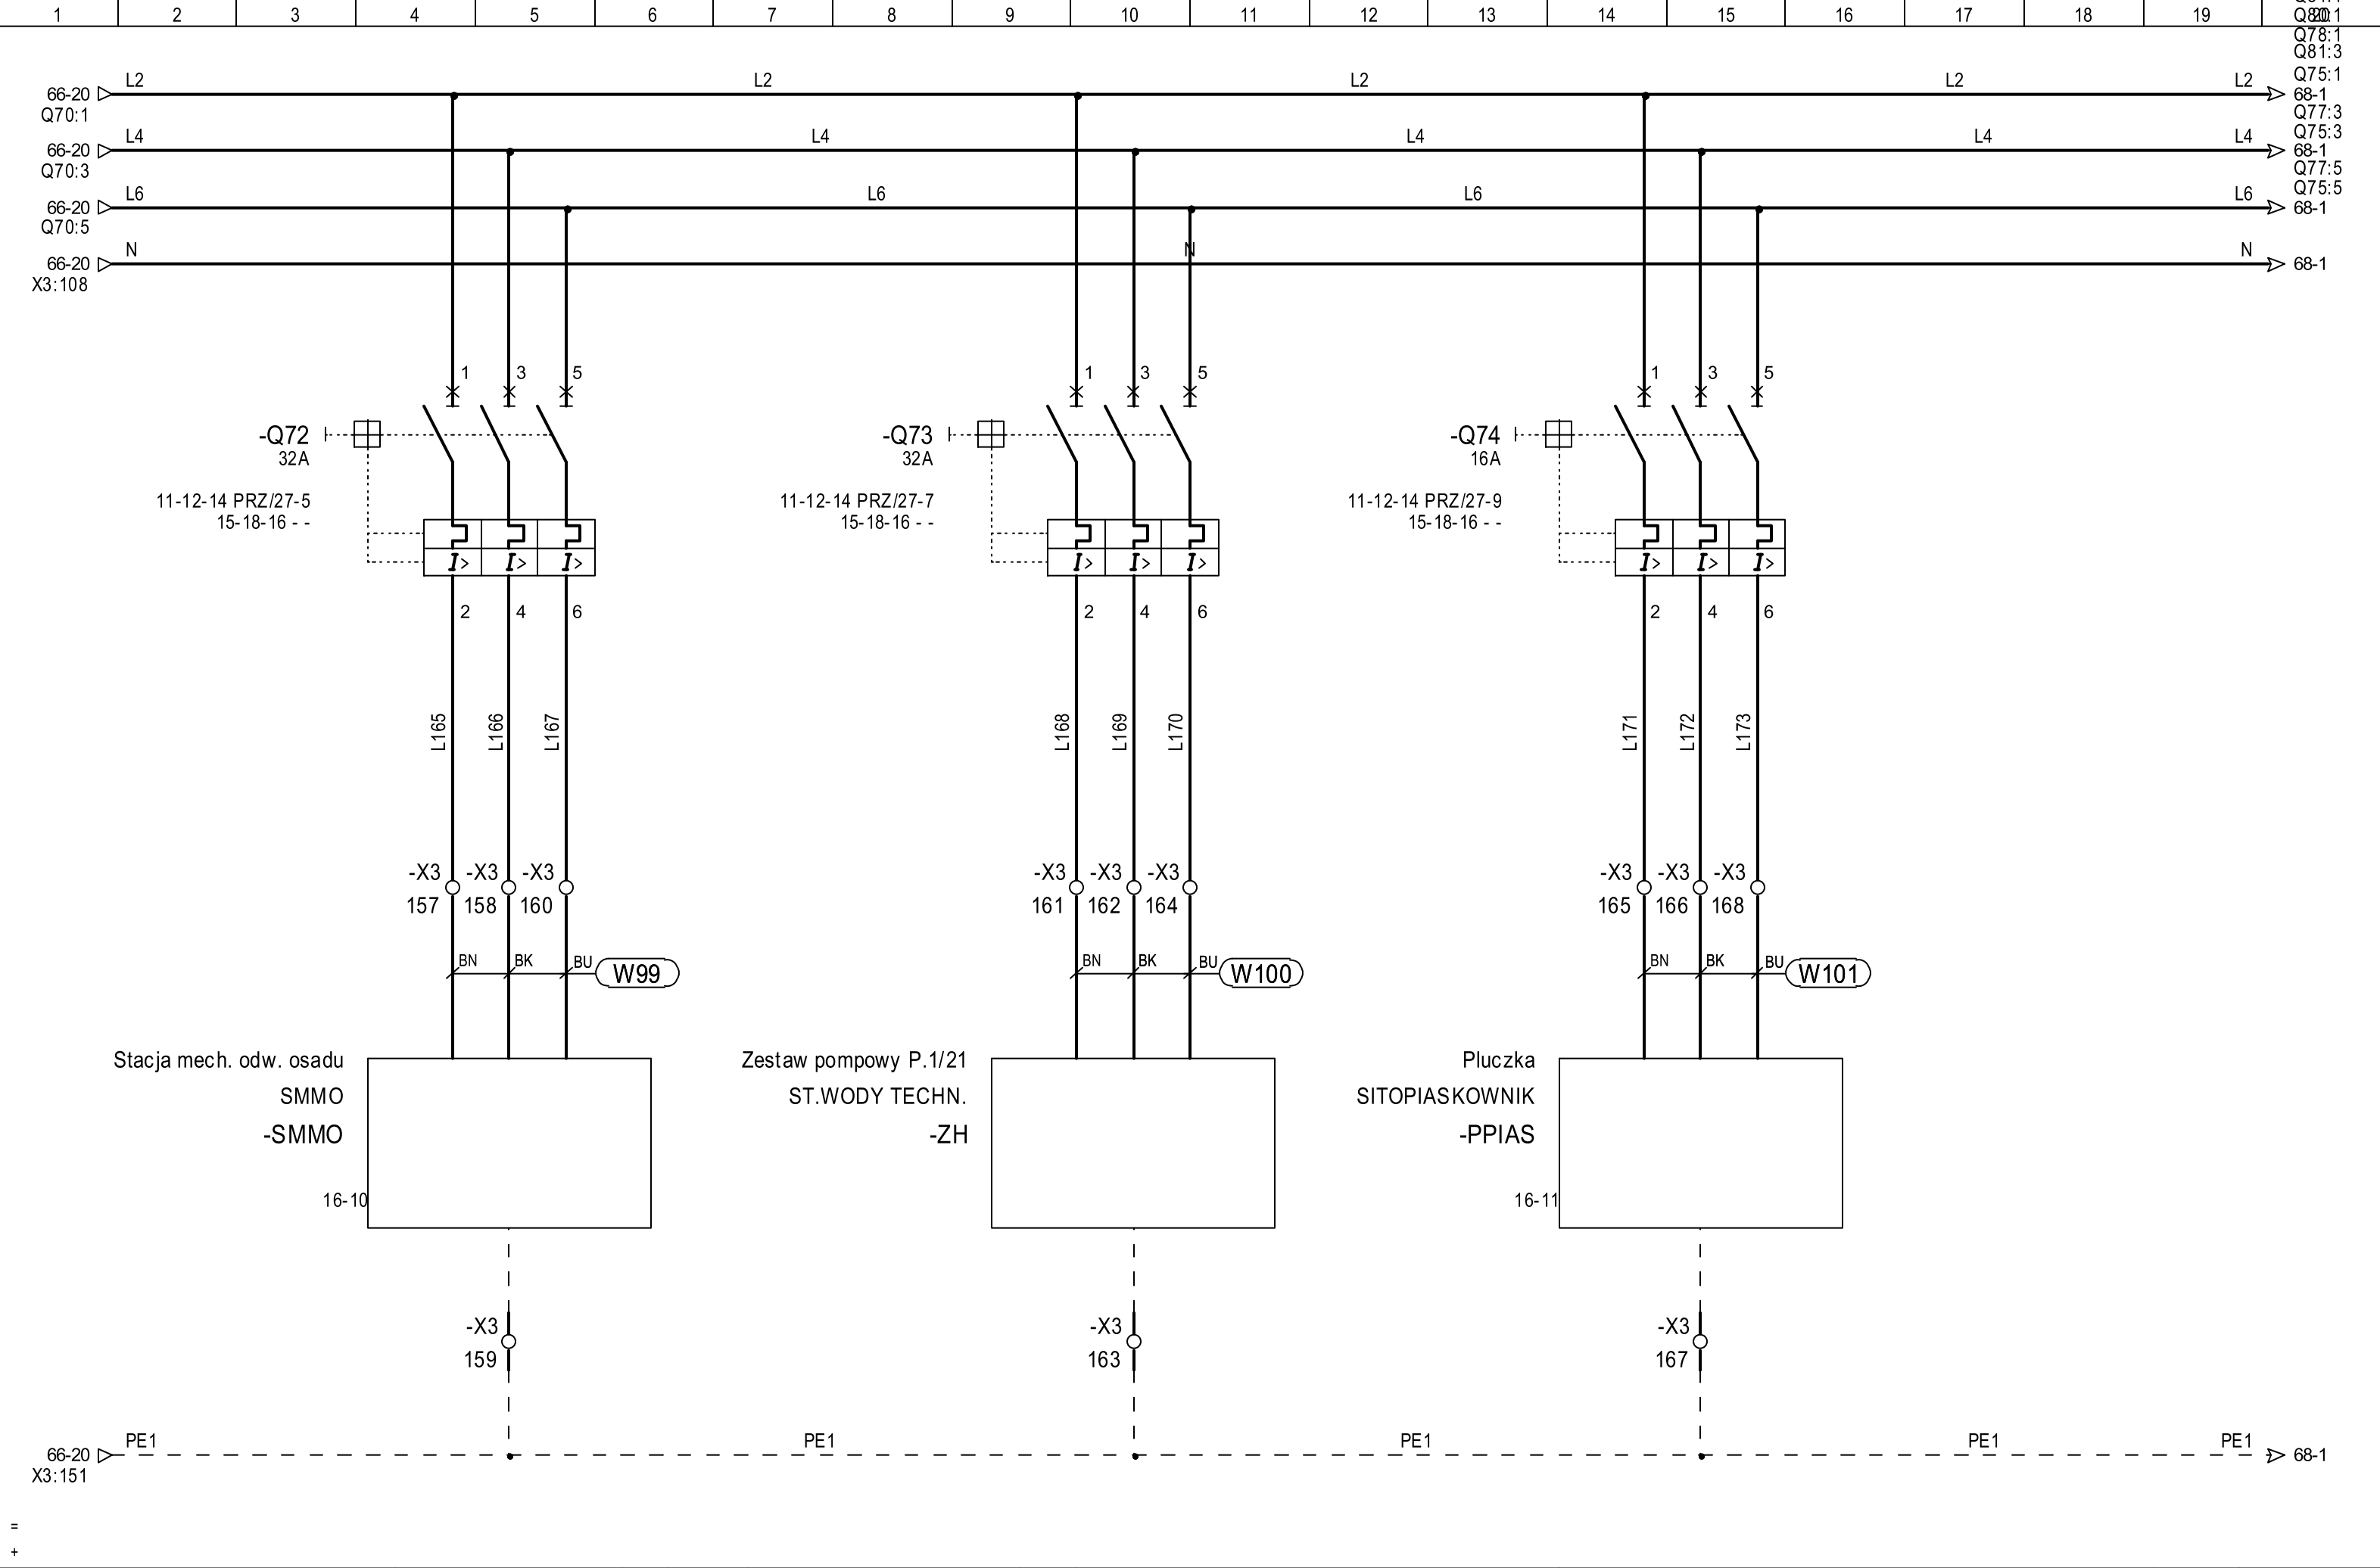 1 2 3 4 5 6 7 8 9 10 11 12 13 14 15 16 17 18 19 20
Q80:1
Q78:1
Q81:3
Q75:1
66-20 L2 L2 L2 L2 L2 68-1
Q70:1
Q77:3
Q75:3
66-20 L4 L4 L4 L4 L4 68-1
Q70:3
Q77:5
Q75:5
66-20 L6 L6 L6 L6 68-1
Q70:5
66-20 N N N 68-1
X3:108
1 3 5 1 3 5 1 3 5
-Q72 -Q73 -Q74
32A 32A 16A
11-12-14 PRZ/27-5 11-12-14 PRZ/27-7 11-12-14 PRZ/27-9
15-18-16 - - 15-18-16 - - 15-18-16 - -
I> I> I> I> I> I> I> I> I>
2 4 6 2 4 6 2 4 6
L165 L166 L167 L168 L169 L170 L171 L172 L173
-X3 -X3 -X3 -X3 -X3 -X3 -X3 -X3 -X3
157 158 160 161 162 164 165 166 168
BN BK BU W99 BN BK BU W100 BN BK BU W101
Stacja mech. odw. osadu Zestaw pompowy P.1/21 Pluczka
SMMO ST.WODY TECHN. SITOPIASKOWNIK
-SMMO -ZH -PPIAS
16-10 16-11
-X3 -X3 -X3
159 163 167
66-20 PE1 PE1 PE1 PE1 PE1 68-1
X3:151
=
+